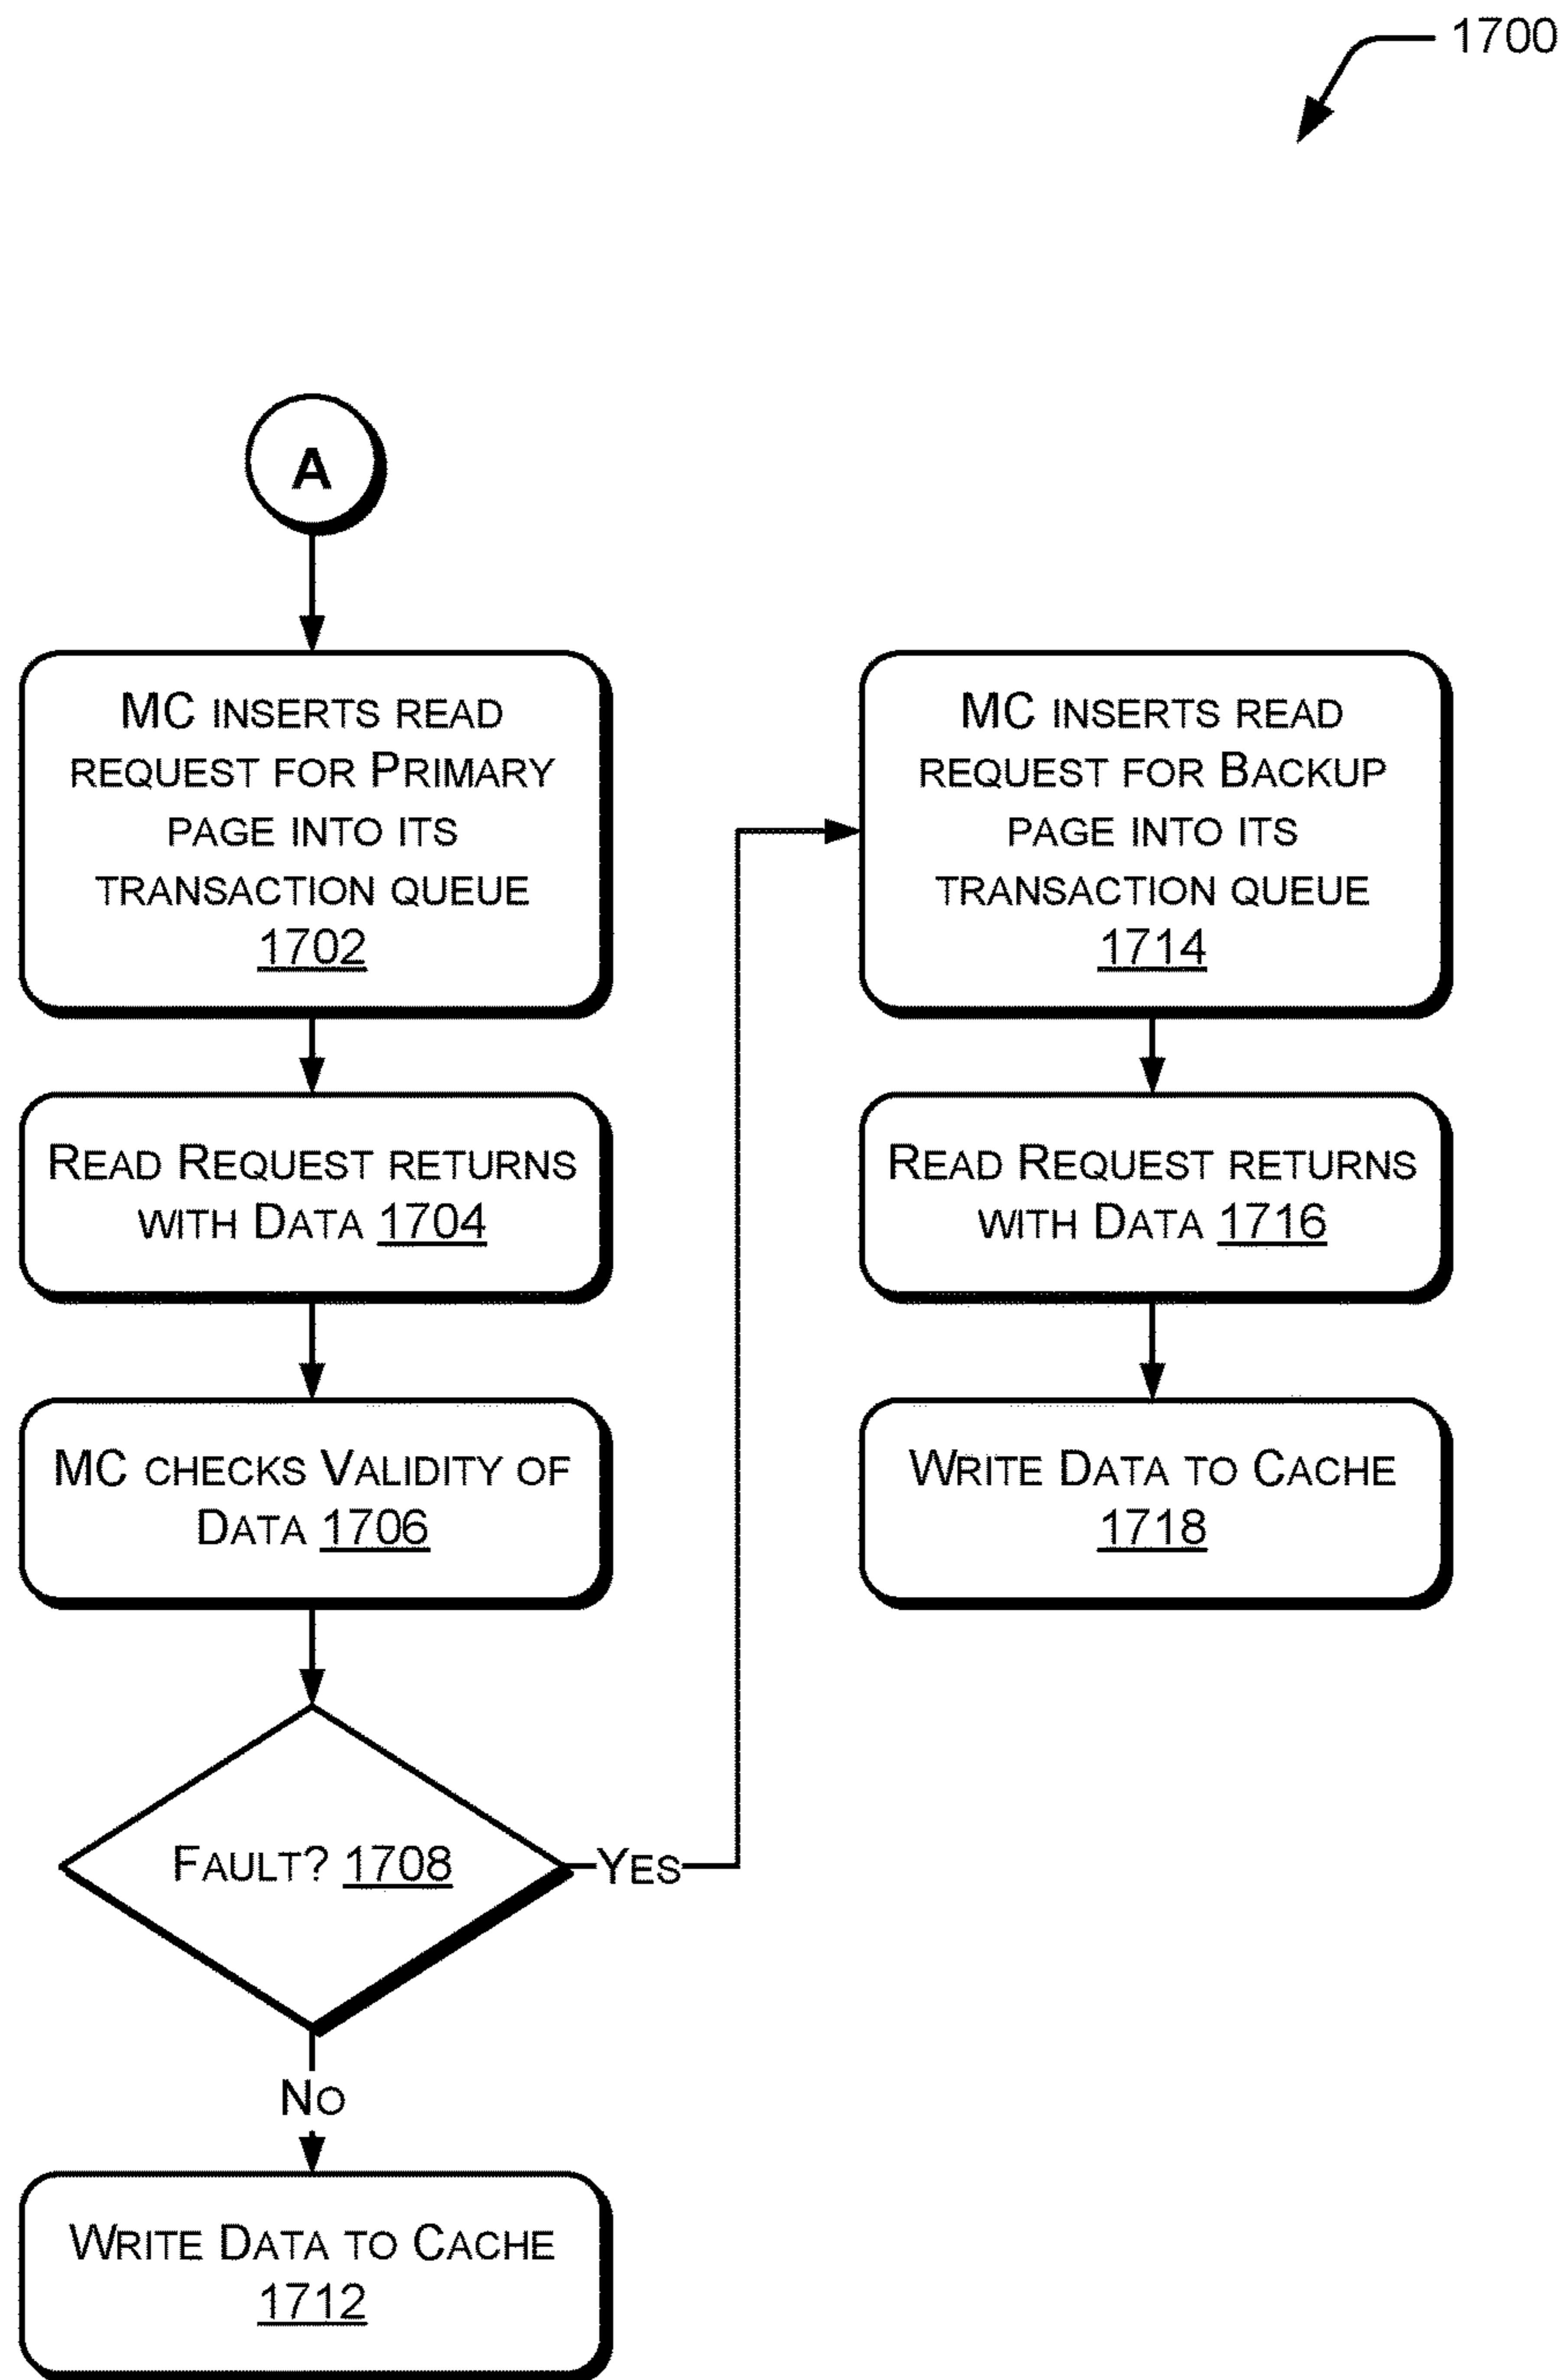 1700
A
MC INSERTS READ
REQUEST FOR PRIMARY
PAGE INTO ITS
TRANSACTION QUEUE
1702
READ REQUEST RETURNS
WITH DATA 1704
MC CHECKS VALIDITY OF
DATA 1706
FAULT? 1708
YES
NO
WRITE DATA TO CACHE
1712
MC INSERTS READ
REQUEST FOR BACKUP
PAGE INTO ITS
TRANSACTION QUEUE
1714
READ REQUEST RETURNS
WITH DATA 1716
WRITE DATA TO CACHE
1718